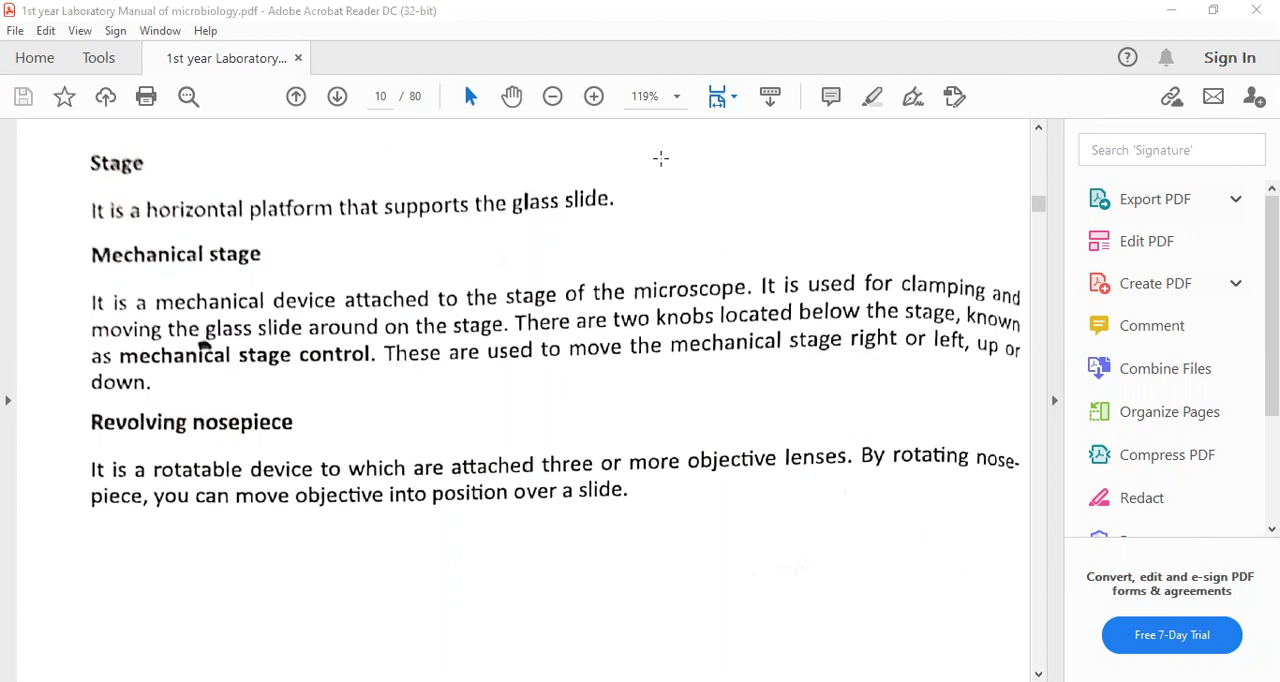 1st year Laboratory Manual of microbiology.pdf - Adobe Acrobat Reader DC (32-bit)
File Edit View Sign Window Help
Home Tools 1st year Laboratory... × Sign In
10 / 80 119%
Stage
It is a horizontal platform that supports the glass slide.
Mechanical stage
It is a mechanical device attached to the stage of the microscope. It is used for clamping and
moving the glass slide around on the stage. There are two knobs located below the stage, known
as mechanical stage control. These are used to move the mechanical stage right or left, up or
down.
Revolving nosepiece
It is a rotatable device to which are attached three or more objective lenses. By rotating nose-
piece, you can move objective into position over a slide.
Search 'Signature'
Export PDF
Edit PDF
Create PDF
Comment
Combine Files
Organize Pages
Compress PDF
Redact
Convert, edit and e-sign PDF
forms & agreements
Free 7-Day Trial